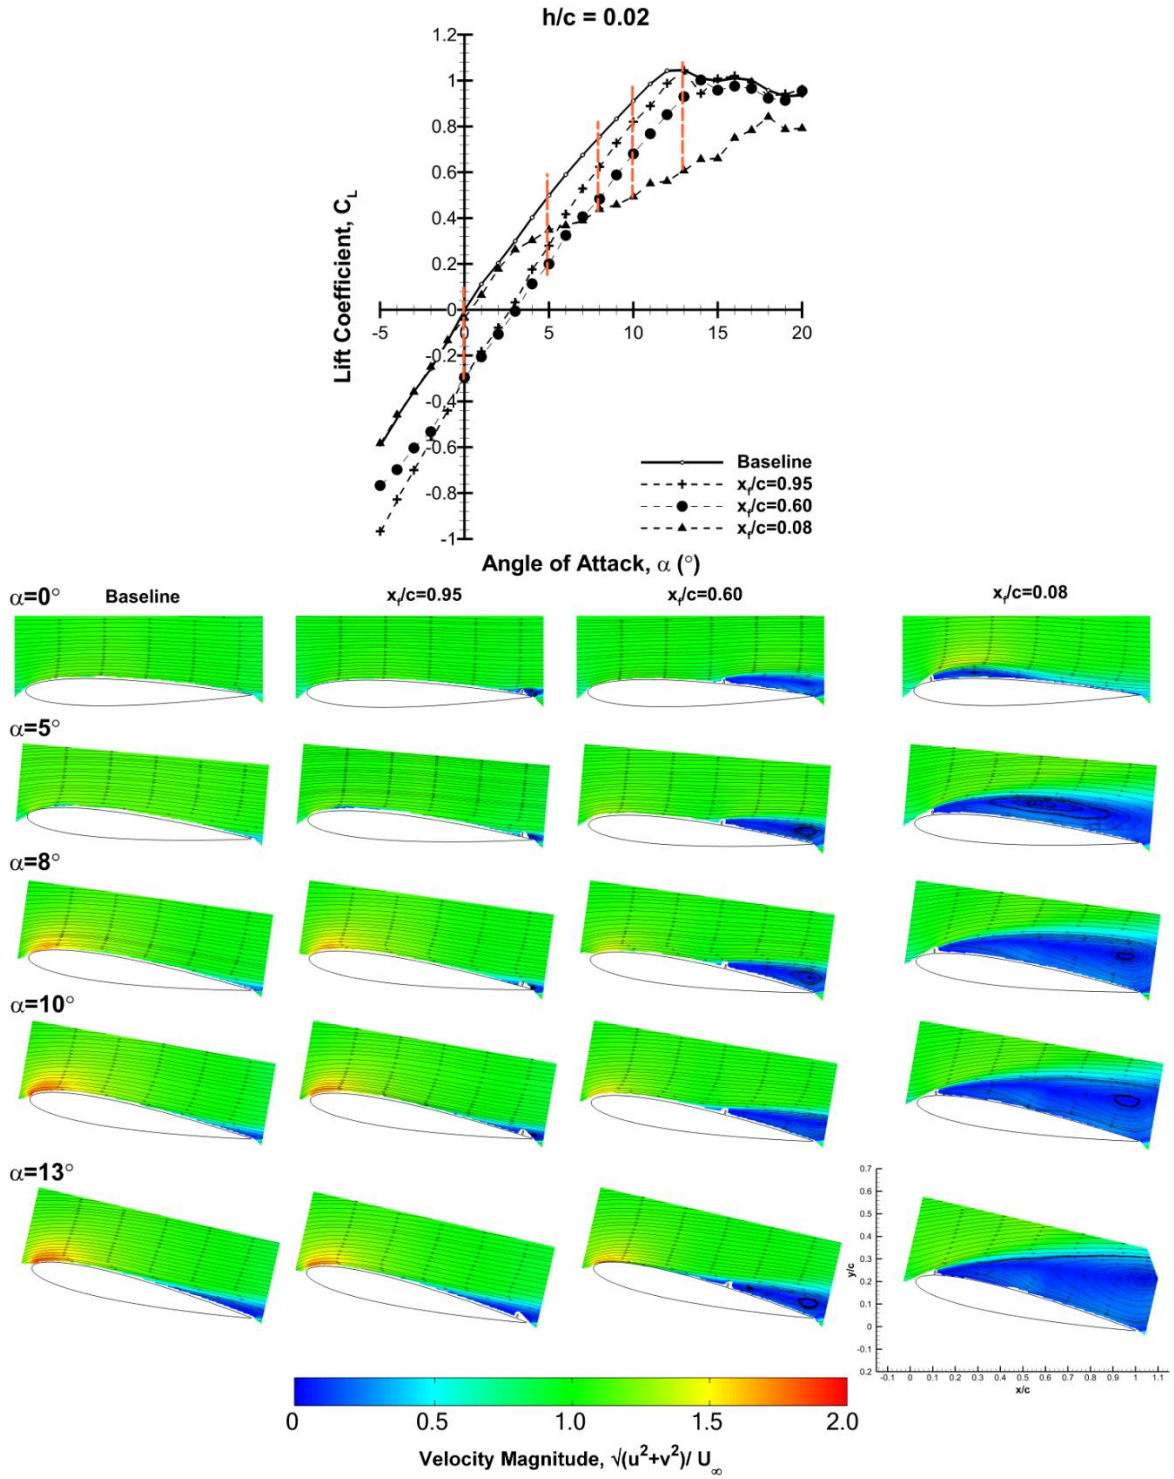 h/c = 0.02
1.2
1
0.8
0.6
0.4
0.2
0
-0.2
-0.4
-0.6
-0.8
-1
-5
0
5
10
15
20
Lift Coefficient, C_L
Baseline
x_f/c=0.95
x_f/c=0.60
x_f/c=0.08
Angle of Attack, α (°)
α=0° Baseline x_f/c=0.95 x_f/c=0.60 x_f/c=0.08
α=5°
α=8°
α=10°
α=13°
0.7
0.6
0.5
0.4
0.3
0.2
0.1
0
-0.1
0.2
y/c
-0.1 0 0.1 0.2 0.3 0.4 0.5 0.6 0.7 0.8 0.9 1 1.1
x/c
0 0.5 1.0 1.5 2.0
Velocity Magnitude, √(u²+v²)/ U_∞